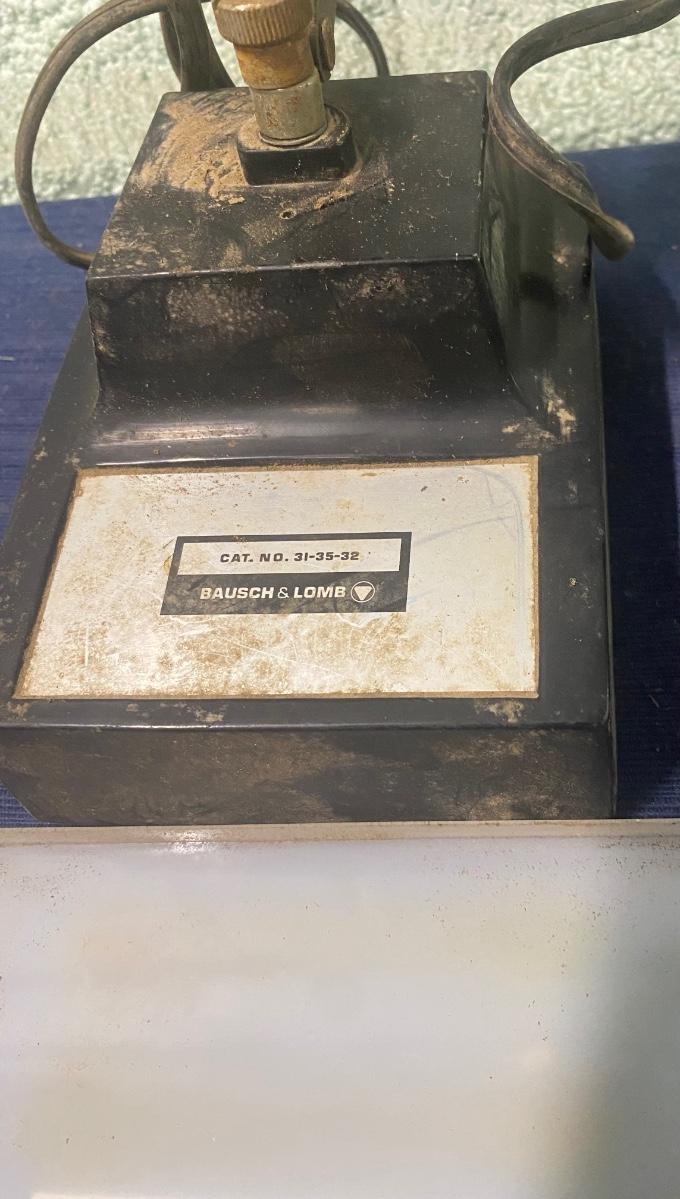 CAT. NO. 31-35-32
BAUSCH & LOMB